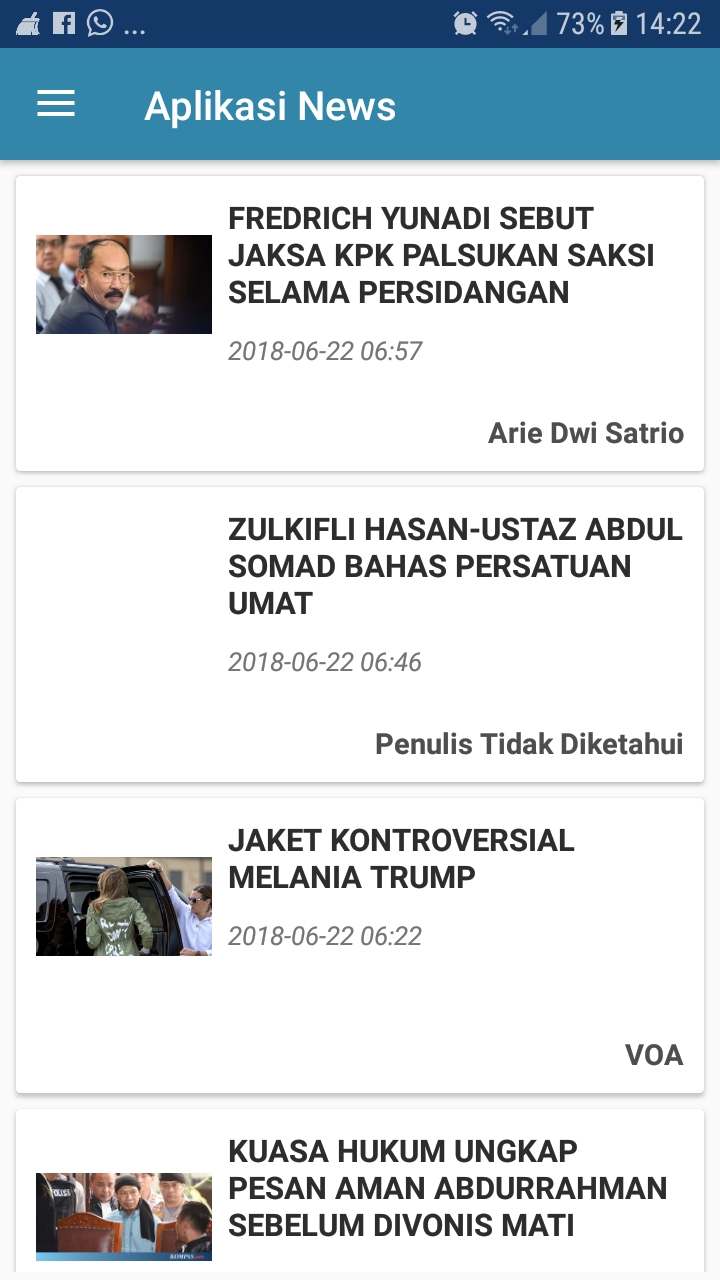 ...
73%
14:22
Aplikasi News
FREDRICH YUNADI SEBUT
JAKSA KPK PALSUKAN SAKSI
SELAMA PERSIDANGAN
2018-06-22 06:57
Arie Dwi Satrio
ZULKIFLI HASAN-USTAZ ABDUL
SOMAD BAHAS PERSATUAN
UMAT
2018-06-22 06:46
Penulis Tidak Diketahui
JAKET KONTROVERSIAL
MELANIA TRUMP
2018-06-22 06:22
VOA
KUASA HUKUM UNGKAP
PESAN AMAN ABDURRAHMAN
SEBELUM DIVONIS MATI
POLISI
KOMPAS.com